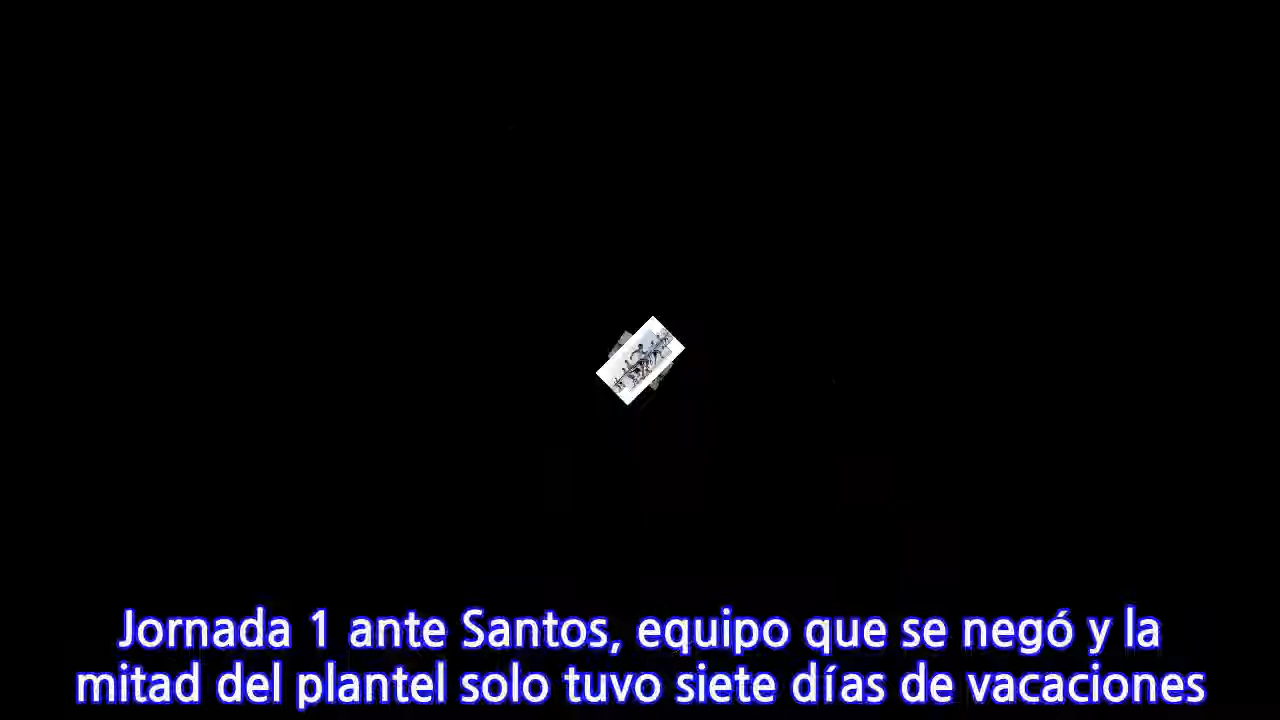 Jornada 1 ante Santos, equipo que se negó y la
mitad del plantel solo tuvo siete días de vacaciones